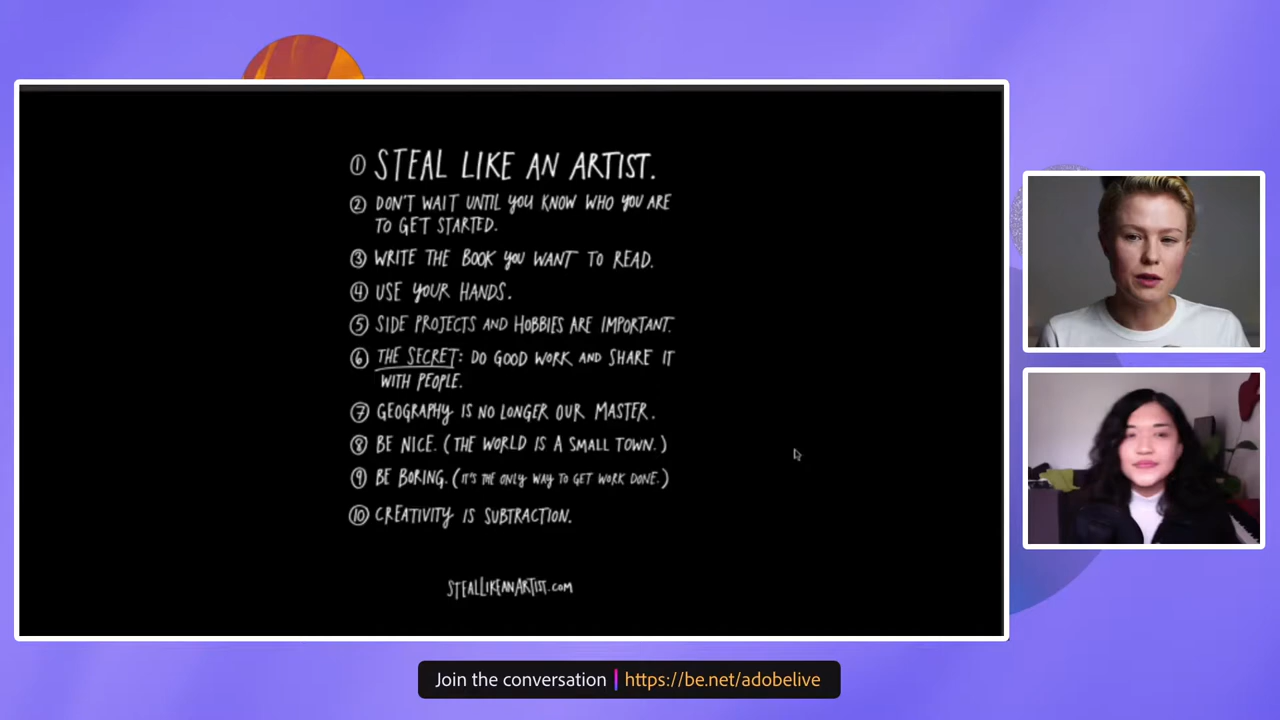 ① STEAL LIKE AN ARTIST.
② DON'T WAIT UNTIL YOU KNOW WHO YOU ARE
TO GET STARTED.
③ WRITE THE BOOK YOU WANT TO READ.
④ USE YOUR HANDS.
⑤ SIDE PROJECTS AND HOBBIES ARE IMPORTANT.
⑥ THE SECRET: DO GOOD WORK AND SHARE IT
WITH PEOPLE.
⑦ GEOGRAPHY IS NO LONGER OUR MASTER.
⑧ BE NICE. (THE WORLD IS A SMALL TOWN.)
⑨ BE BORING. (IT'S THE ONLY WAY TO GET WORK DONE.)
⑩ CREATIVITY IS SUBTRACTION.
STEALLIKEANARTIST.COM
Join the conversation | https://be.net/adobelive